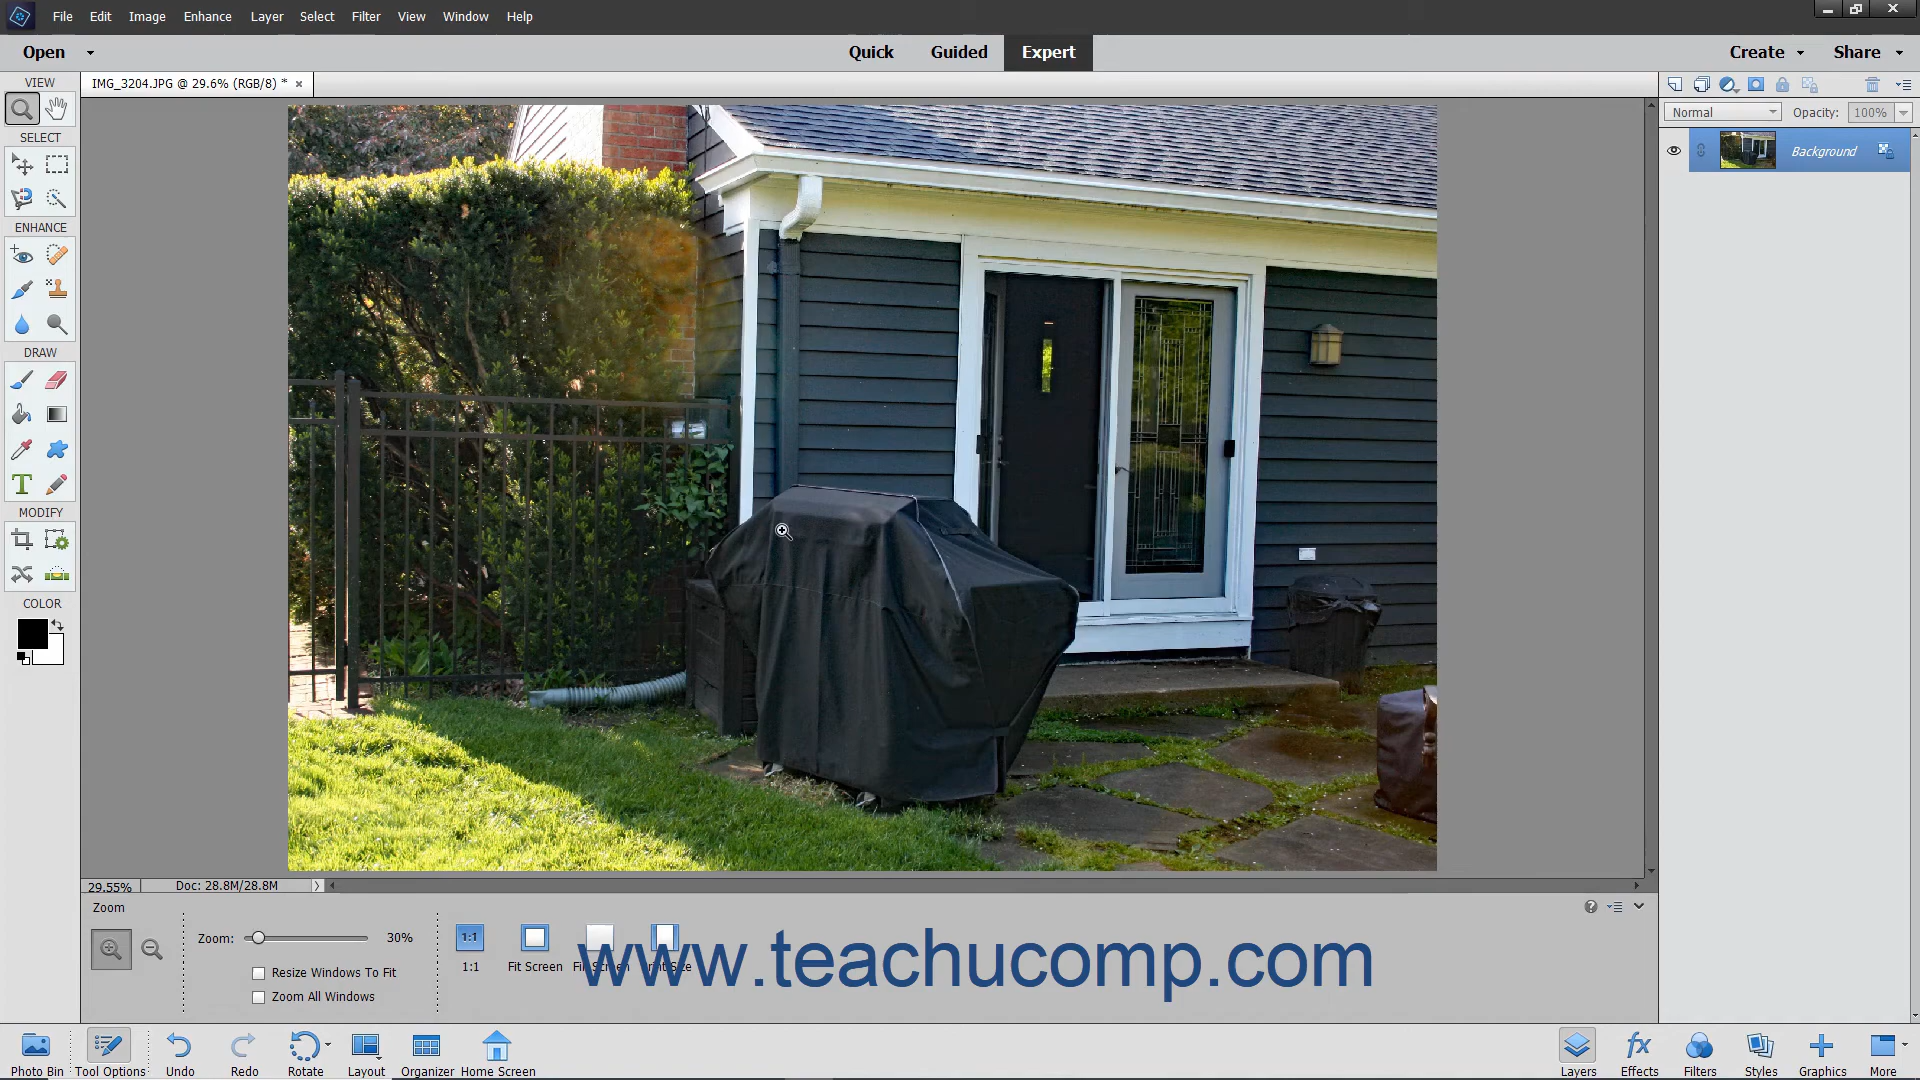 File Edit Image Enhance Layer Select Filter View Window Help
Open Quick Guided Expert Create Share
VIEW
IMG_3204.JPG @ 29.6% (RGB/8) *
Normal Opacity: 100%
SELECT
Background
ENHANCE
DRAW
MODIFY
COLOR
29.55% Doc: 28.8M/28.8M
Zoom
Zoom: 30%
1:1
1:1 Fit Screen Size
Resize Windows To Fit
Zoom All Windows
www.teachucomp.com
Photo Bin Tool Options Undo Redo Rotate Layout Organizer Home Screen Layers Effects Filters Styles Graphics More